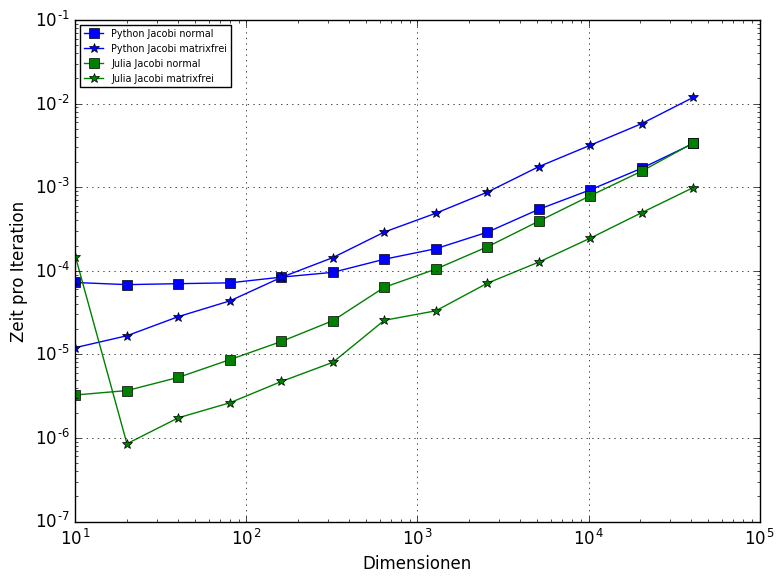 10^-1
Python Jacobi normal
Python Jacobi matrixfrei
Julia Jacobi normal
Julia Jacobi matrixfrei
10^-2
10^-3
10^-4
10^-5
10^-6
10^-7
Zeit pro Iteration
10^1 10^2 10^3 10^4 10^5
Dimensionen